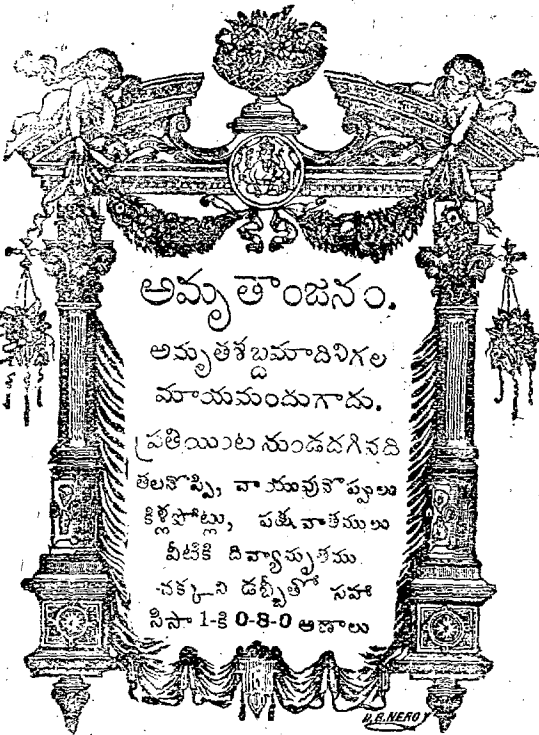 అమృతాంజనం.
అమృతశబ్దమాదినిగల
మాయమందుగాదు.
ప్రతియింట నుండదగినది
తలనొప్పి, వాయువునొప్పులు
కీళ్లపోట్లు, పక్షవాతములు
వీటికి దివ్యామృతము
చక్కని డబ్బీతో సహా
సీసా 1-కి 0-8-0 అణాలు